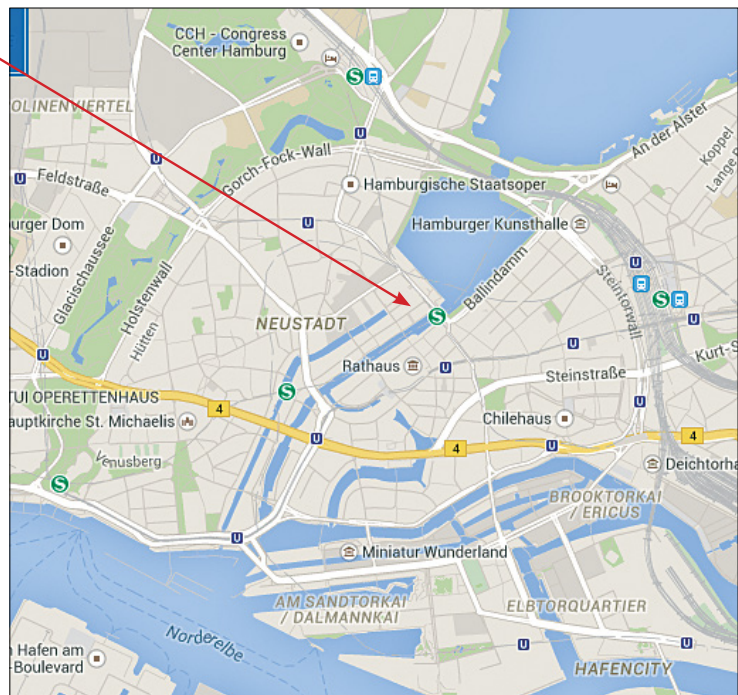 CCH - Congress
Center Hamburg
S
OLINENVIERTEL
U
U
An der Alster
Koppel
Lange
Feldstraße
U
Gorch-Fock-Wall
Hamburgische Staatsoper
urger Dom
-Stadion
U
Hamburger Kunsthalle
Glacischaussee
Holstenwall
Hütten
U
Steintorwall
S
Ballindamm
NEUSTADT
S
U
U
U
Rathaus
U
Kurt-S
Steinstraße
TUI OPERETTENHAUS
S
U
4
auptkirche St. Michaelis
Chilehaus
U
4
U
4
Venusberg
Deichtorha
S
BROOKTORKAI
/ ERICUS
U
Miniatur Wunderland
AM SANDTORKAI
/ DALMANNKAI
ELBTORQUARTIER
Norderelbe
U
U
n Hafen am
-Boulevard
HAFENCITY